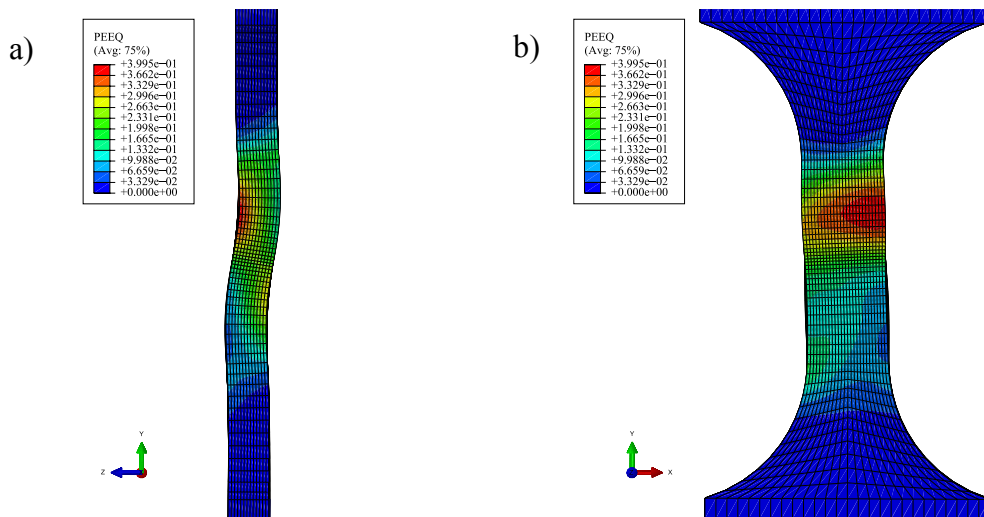 a)
PEEQ
(Avg: 75%)
+3.995e−01
+3.662e−01
+3.329e−01
+2.996e−01
+2.663e−01
+2.331e−01
+1.998e−01
+1.665e−01
+1.332e−01
+9.988e−02
+6.659e−02
+3.329e−02
+0.000e+00
Y
Z
b)
PEEQ
(Avg: 75%)
+3.995e−01
+3.662e−01
+3.329e−01
+2.996e−01
+2.663e−01
+2.331e−01
+1.998e−01
+1.665e−01
+1.332e−01
+9.988e−02
+6.659e−02
+3.329e−02
+0.000e+00
Y
X